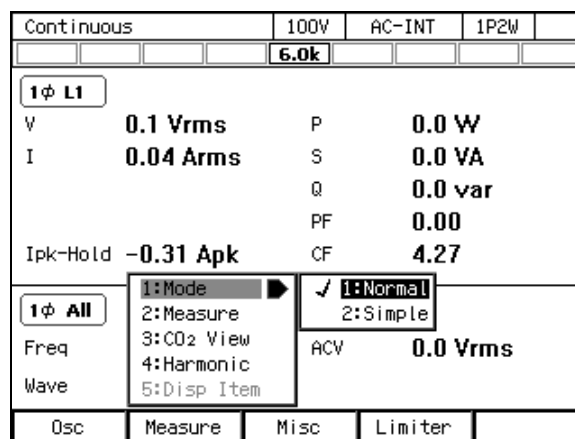 Continuous 100V AC-INT 1P2W
6.0k
1ϕ L1
V 0.1 Vrms P 0.0 W
I 0.04 Arms S 0.0 VA
Q 0.0 var
PF 0.00
Ipk-Hold -0.31 Apk CF 4.27
1:Mode ✓ 1:Normal
2:Measure 2:Simple
1ϕ All
3:CO2 View
Freq ACV 0.0 Vrms
4:Harmonic
Wave 5:Disp Item
Osc Measure Misc Limiter